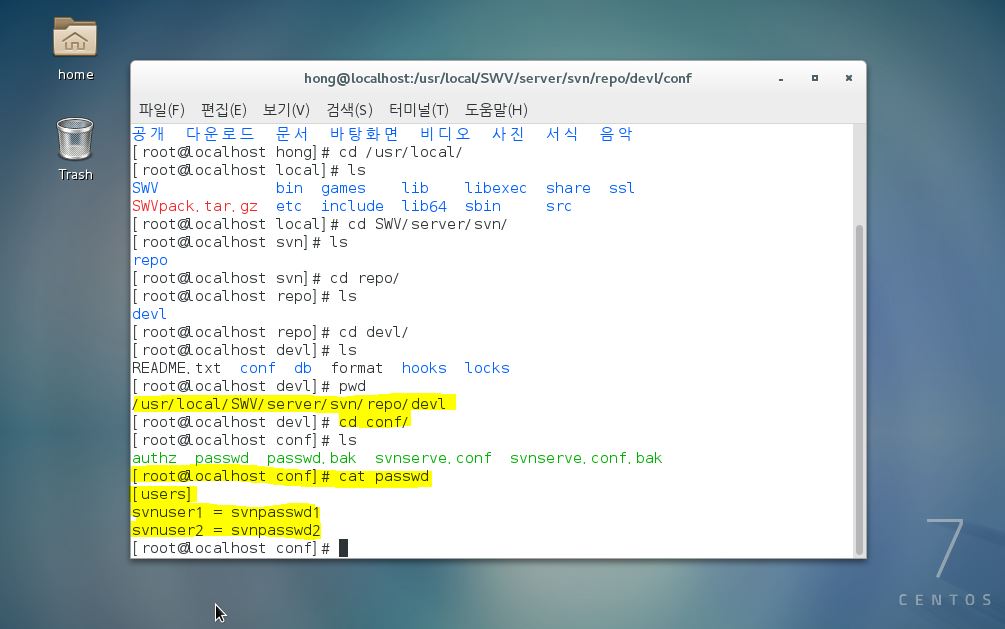 home
Trash
hong@localhost:/usr/local/SWV/server/svn/repo/devl/conf
파일(F) 편집(E) 보기(V) 검색(S) 터미널(T) 도움말(H)
공개 다운로드 문서 바탕화면 비디오 사진 서식 음악
[root@localhost hong]# cd /usr/local/
[root@localhost local]# ls
SWV bin games lib libexec share ssl
SWVpack.tar.gz etc include lib64 sbin src
[root@localhost local]# cd SWV/server/svn/
[root@localhost svn]# ls
repo
[root@localhost svn]# cd repo/
[root@localhost repo]# ls
devl
[root@localhost repo]# cd devl/
[root@localhost devl]# ls
README.txt conf db format hooks locks
[root@localhost devl]# pwd
/usr/local/SWV/server/svn/repo/devl
[root@localhost devl]# cd conf/
[root@localhost conf]# ls
authz passwd passwd.bak svnserve.conf svnserve.conf.bak
[root@localhost conf]# cat passwd
[users]
svnuser1 = svnpasswd1
svnuser2 = svnpasswd2
[root@localhost conf]#
7
CENTOS